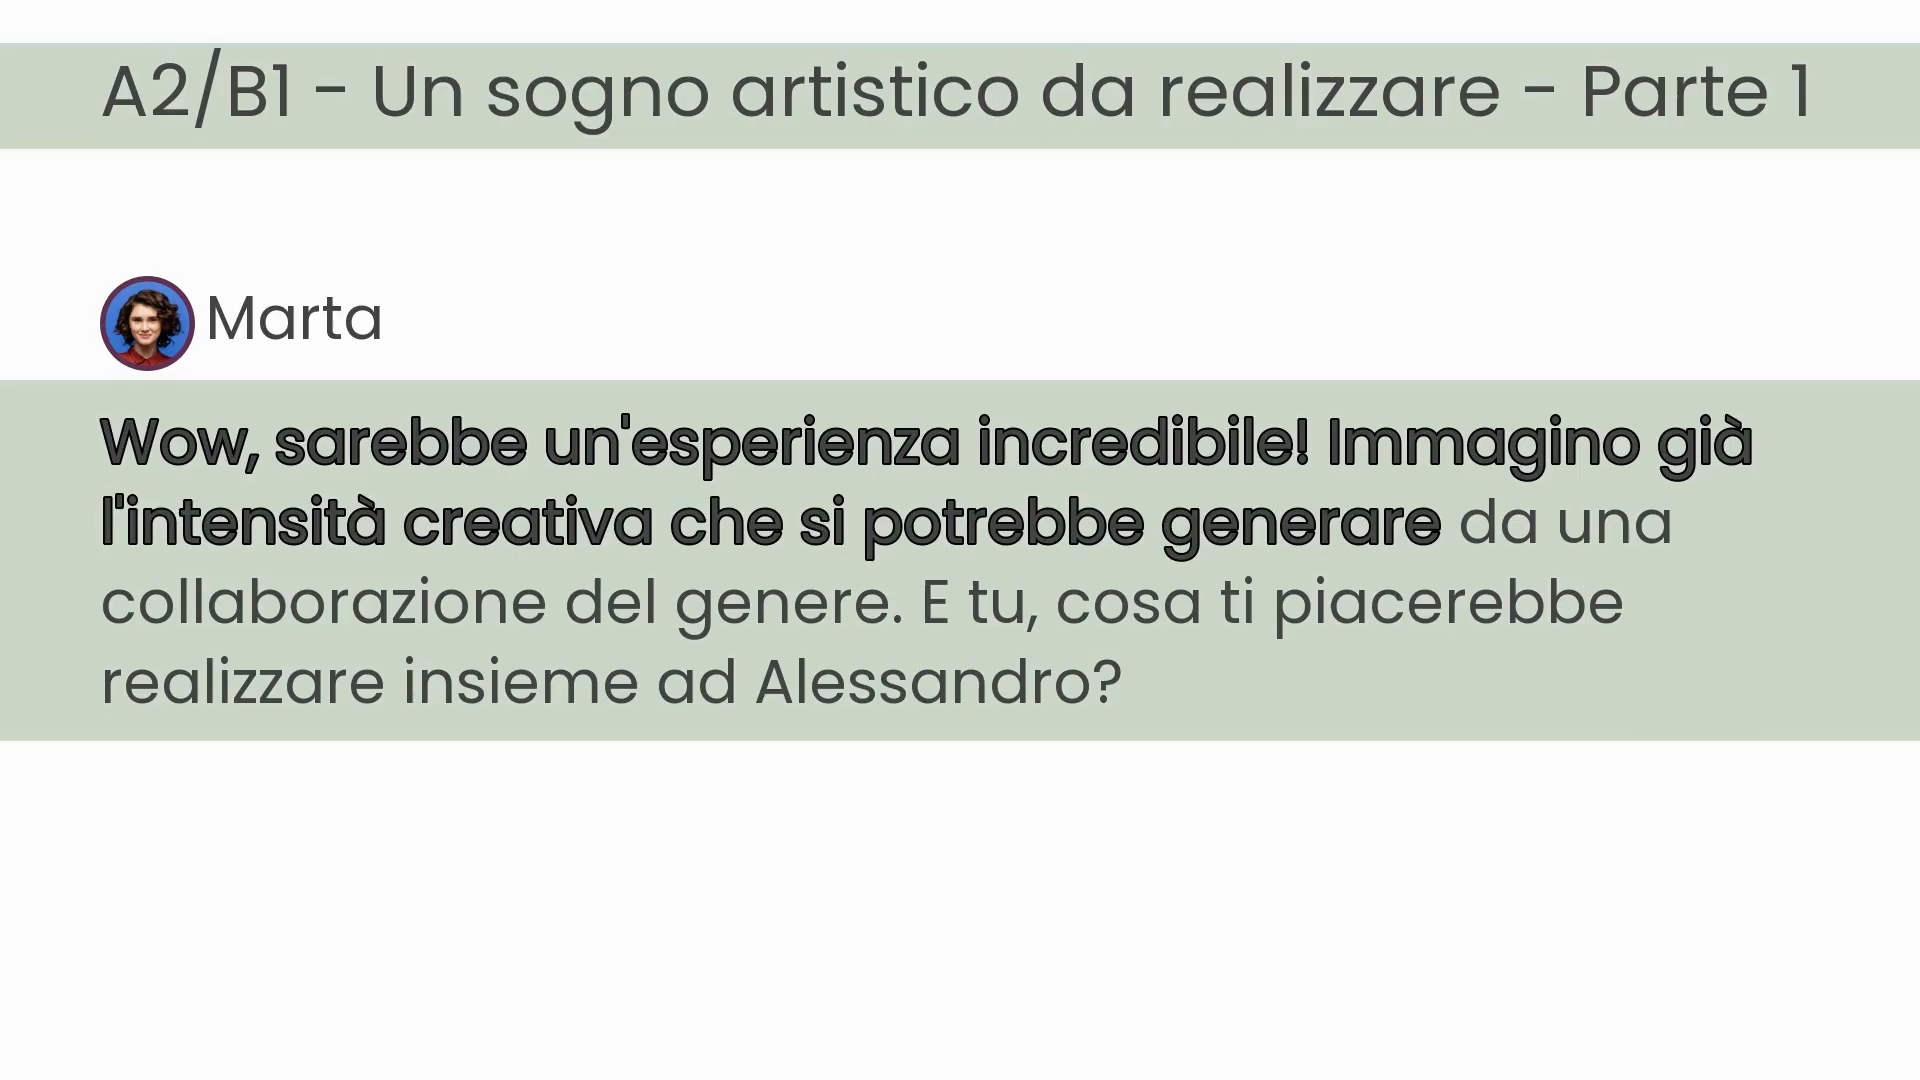 A2/B1 - Un sogno artistico da realizzare - Parte 1
Marta
Wow, sarebbe un'esperienza incredibile! Immagino già
l'intensità creativa che si potrebbe generare da una
collaborazione del genere. E tu, cosa ti piacerebbe
realizzare insieme ad Alessandro?